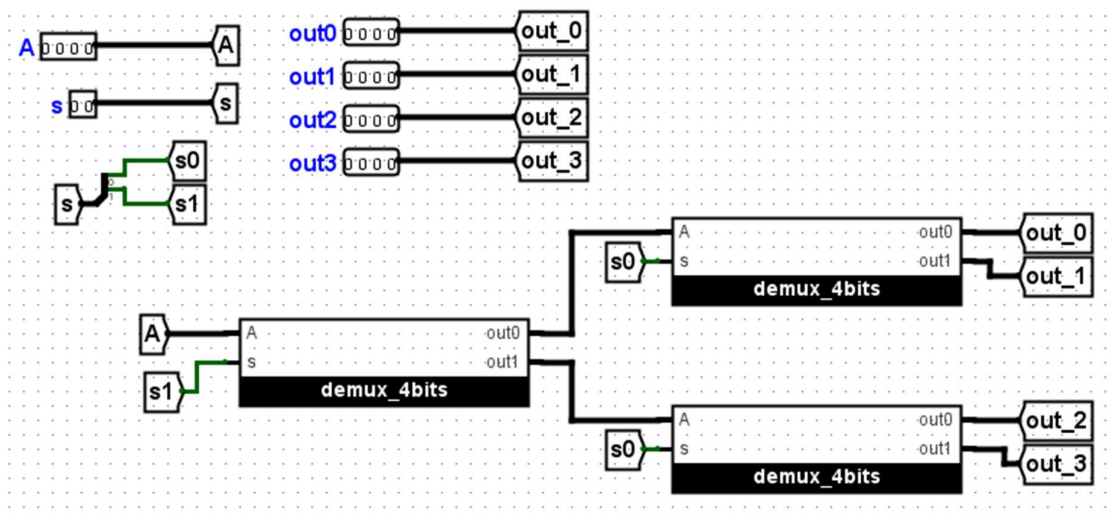 A 0000 A
s 00 s
out0 0000 out_0
out1 0000 out_1
out2 0000 out_2
out3 0000 out_3
s s0
s1
A out0 out_0
s0 s out1 out_1
demux_4bits
A A out0
s1 s out1
demux_4bits
A out0 out_2
s0 s out1 out_3
demux_4bits